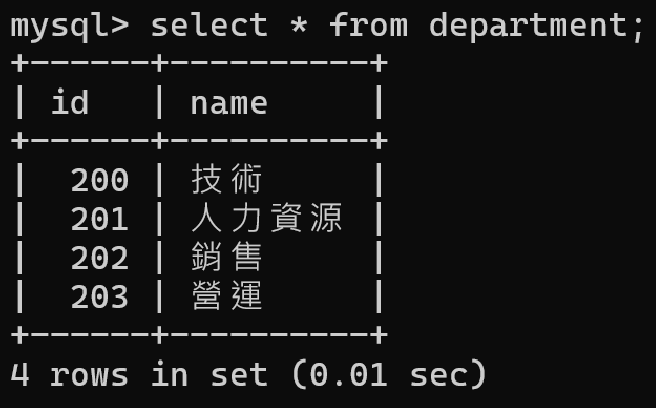 mysql> select * from department;
+------+----------+
| id   | name     |
+------+----------+
|  200 | 技術     |
|  201 | 人力資源 |
|  202 | 銷售     |
|  203 | 營運     |
+------+----------+
4 rows in set (0.01 sec)